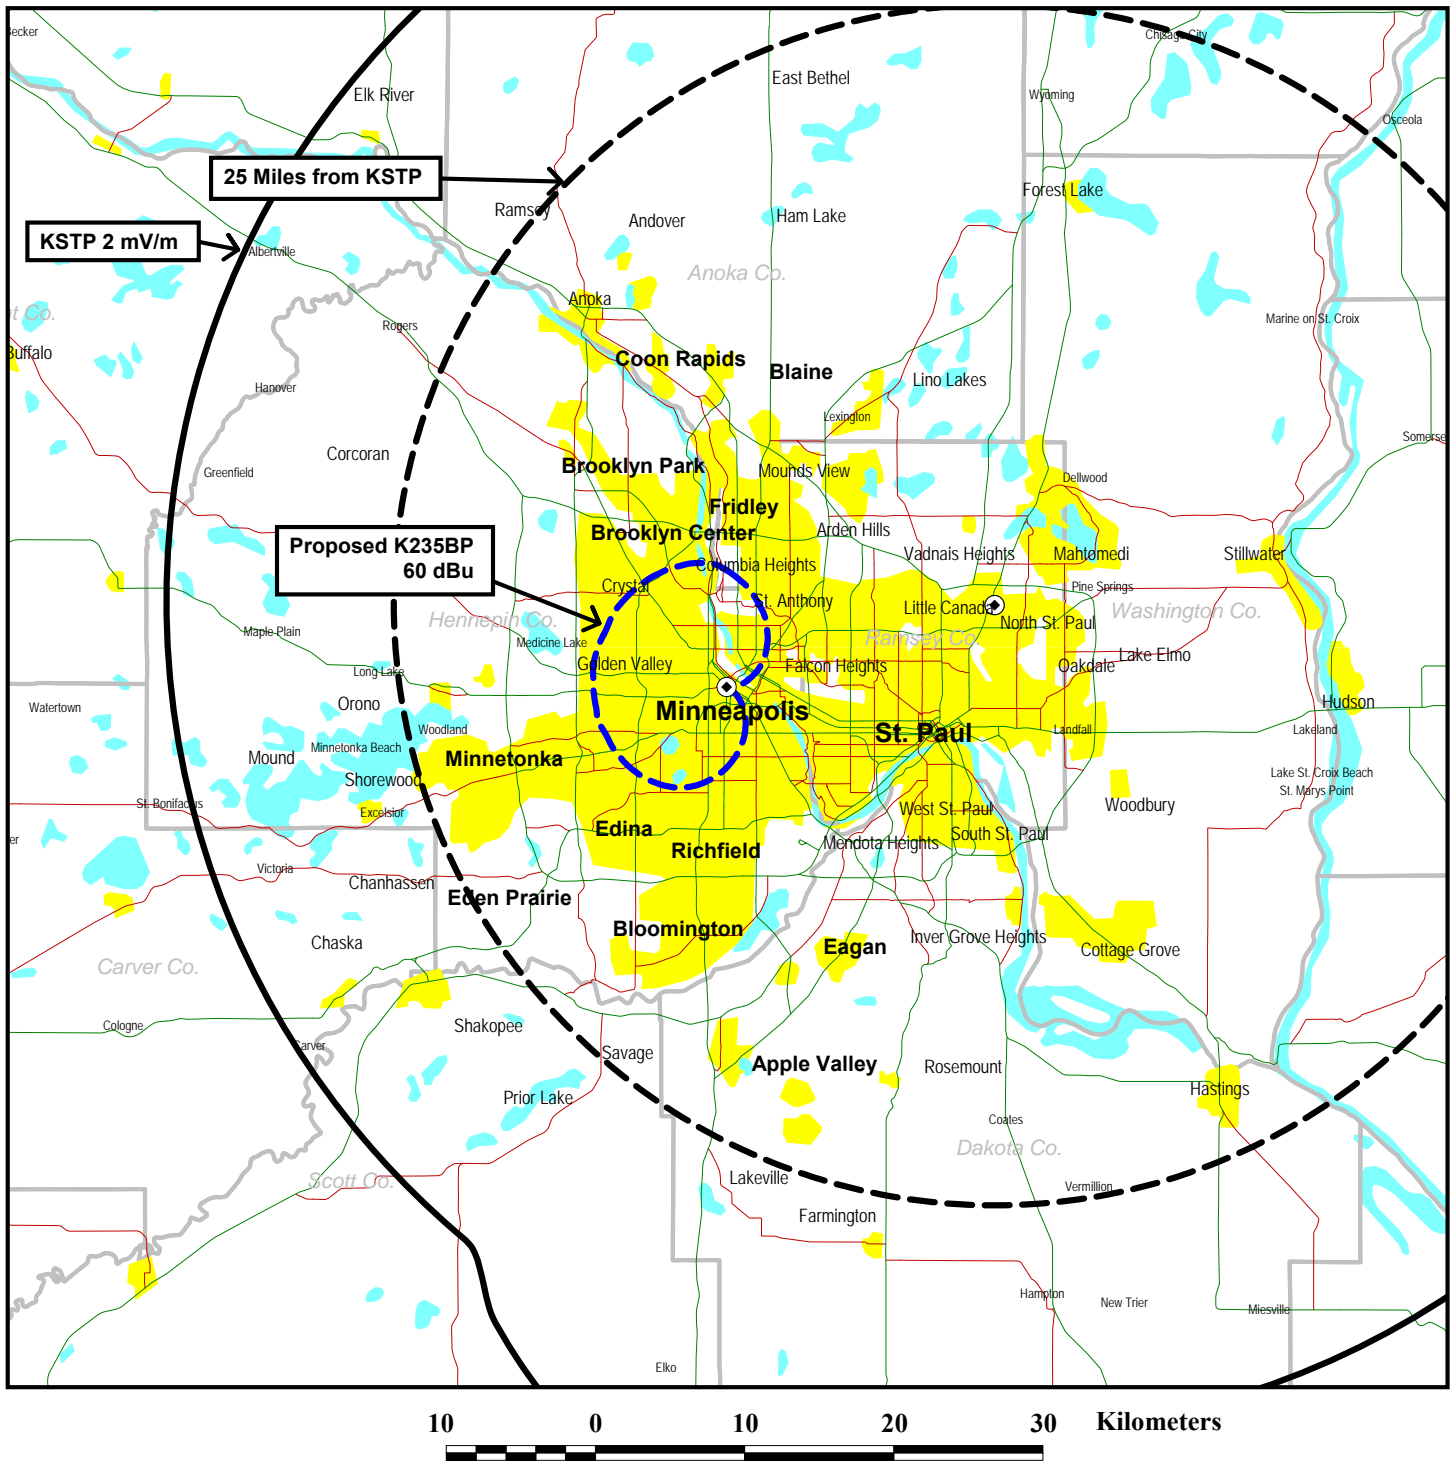 Becker
Chisago City
East Bethel
Elk River
Wyoming
Osceola
25 Miles from KSTP
Forest Lake
Ramsey
Andover
Ham Lake
KSTP 2 mV/m
Albertville
Anoka Co.
Anoka
t Co.
Marine on St. Croix
Rogers
Buffalo
Coon Rapids
Blaine
Lino Lakes
Hanover
Lexington
Somerse
Corcoran
Brooklyn Park
Mounds View
Greenfield
Dellwood
Fridley
Brooklyn Center
Arden Hills
Proposed K235BP
60 dBu
Vadnais Heights
Mahtomedi
Stillwater
Columbia Heights
Crystal
Pine Springs
St. Anthony
Little Canada
Washington Co.
Hennepin Co.
North St. Paul
Maple Plain
Medicine Lake
Ramsey Co.
Lake Elmo
Golden Valley
Falcon Heights
Oakdale
Long Lake
Orono
Hudson
Watertown
Minneapolis
Woodland
St. Paul
Landfall
Lakeland
Minnetonka Beach
Mound
Minnetonka
Shorewood
Lake St. Croix Beach
St. Marys Point
St. Bonifacius
Excelsior
West St. Paul
Woodbury
Edina
South St. Paul
er
Mendota Heights
Richfield
Victoria
Chanhassen
Eden Prairie
Bloomington
Inver Grove Heights
Chaska
Eagan
Cottage Grove
Carver Co.
Cologne
Shakopee
Carver
Savage
Apple Valley
Rosemount
Hastings
Prior Lake
Coates
Dakota Co.
Scott Co.
Lakeville
Vermillion
Farmington
Hampton
New Trier
Miesville
Elko
10 0 10 20 30 Kilometers